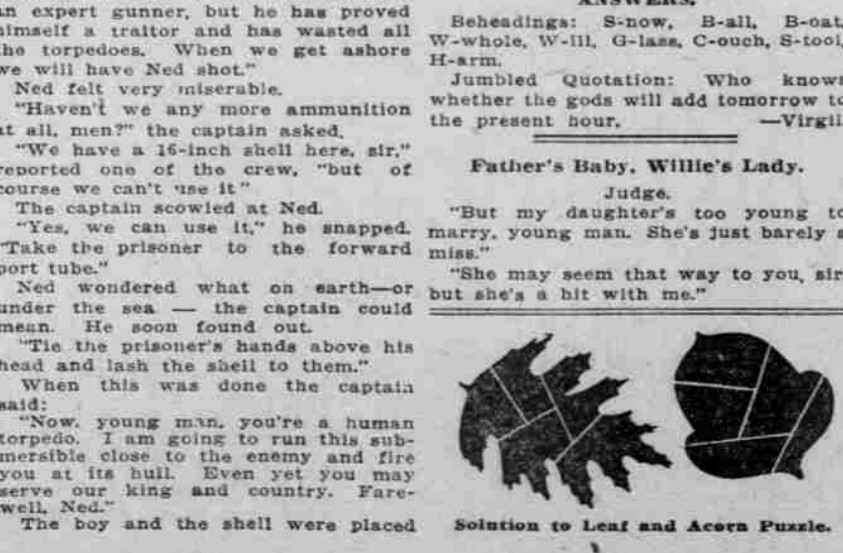 an expert gunner, but he has proved
himself a traitor and has wasted all
the torpedoes. When we get ashore
we will have Ned shot."
Ned felt very miserable.
"Haven't we any more ammunition
at all, men?" the captain asked.
"We have a 16-inch shell here, sir,"
reported one of the crew, "but of
course we can't use it"
The captain scowled at Ned.
"Yes, we can use it," he snapped.
"Take the prisoner to the forward
port tube."
Ned wondered what on earth—or
under the sea — the captain could
mean. He soon found out.
"Tie the prisoner's hands above his
head and lash the shell to them."
When this was done the captain
said:
"Now, young man, you're a human
torpedo. I am going to run this sub-
mersible close to the enemy and fire
you at its hull. Even yet you may
serve our king and country. Fare-
well, Ned."
The boy and the shell were placed
ANSWERS.
Beheadings: S-now, B-all, B-oat,
W-whole, W-ill, G-lass, C-ouch, S-tool,
H-arm.
Jumbled Quotation: Who knows
whether the gods will add tomorrow to
the present hour. —Virgil.
Father's Baby, Willie's Lady.
Judge.
"But my daughter's too young to
marry, young man. She's just barely a
miss."
"She may seem that way to you, sir,
but she's a hit with me."
Solution to Leaf and Acorn Puzzle.